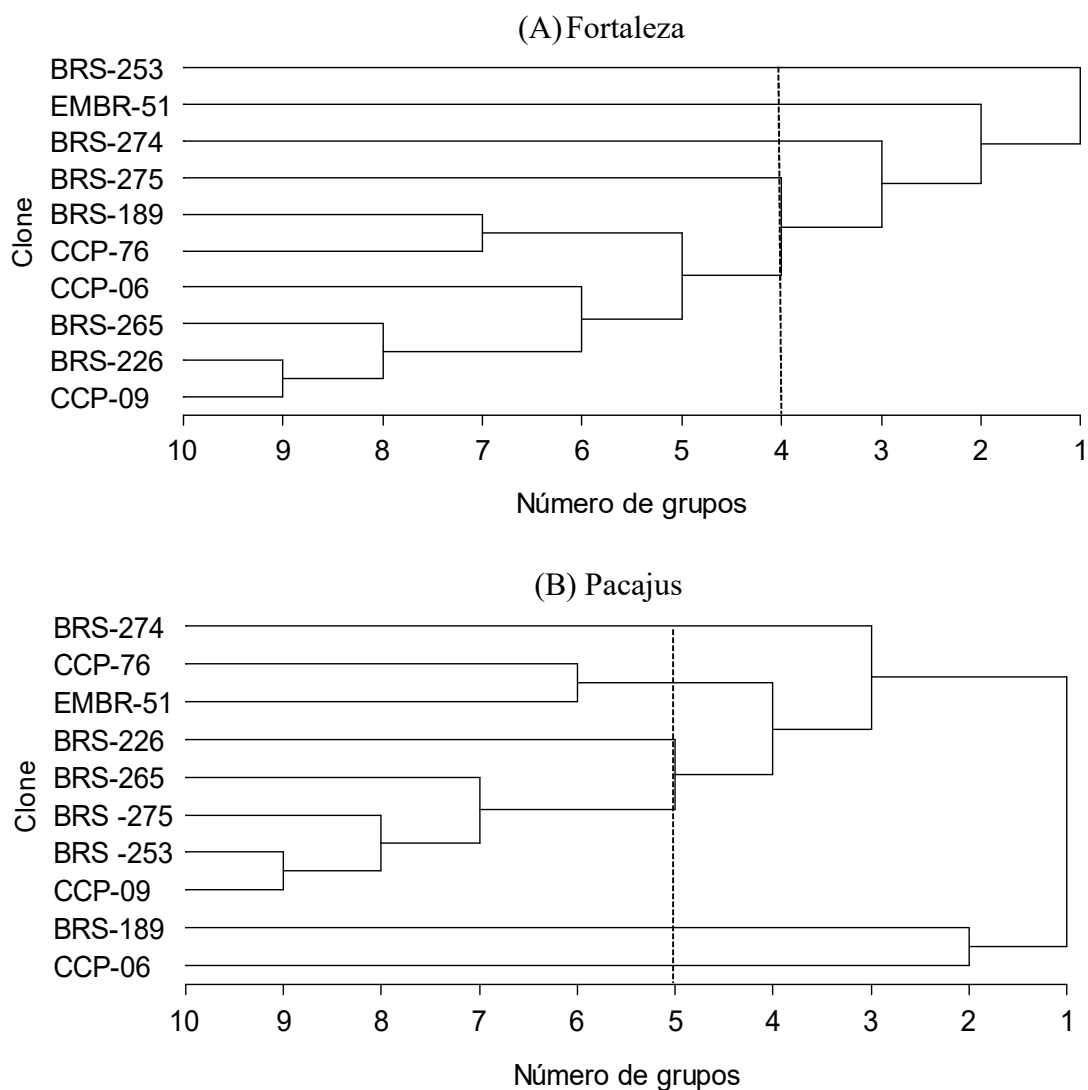 (A) Fortaleza
Clone
BRS-253
EMBR-51
BRS-274
BRS-275
BRS-189
CCP-76
CCP-06
BRS-265
BRS-226
CCP-09
10 9 8 7 6 5 4 3 2 1
Número de grupos
(B) Pacajus
Clone
BRS-274
CCP-76
EMBR-51
BRS-226
BRS-265
BRS -275
BRS -253
CCP-09
BRS-189
CCP-06
10 9 8 7 6 5 4 3 2 1
Número de grupos